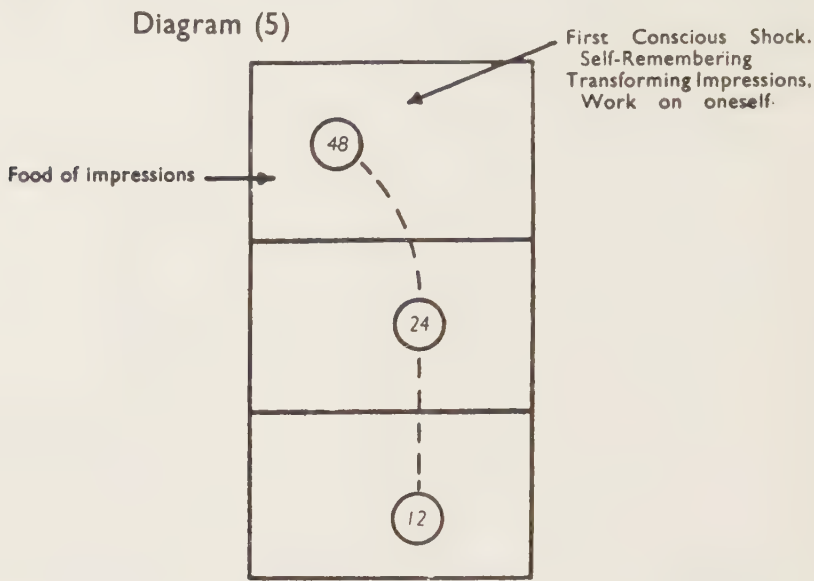 Diagram (5)
First Conscious Shock.
Self-Remembering
Transforming Impressions,
Work on oneself.
48
Food of impressions
24
12